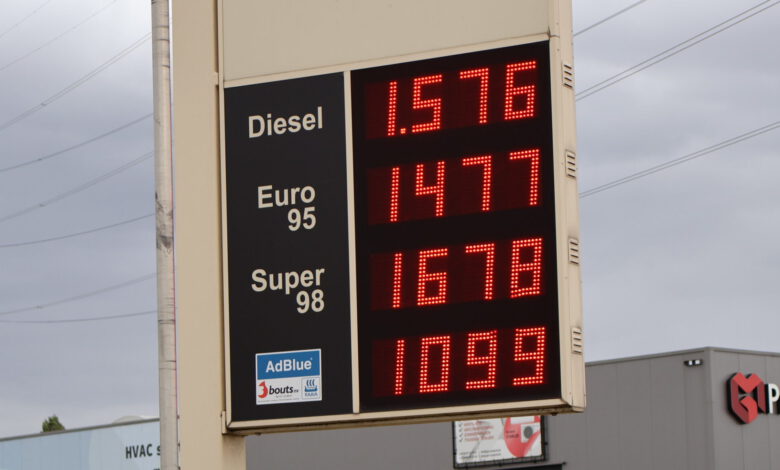 Diesel 1.576
Euro 95 1477
Super 98 1678
AdBlue 1099
bouts
HVAC
P